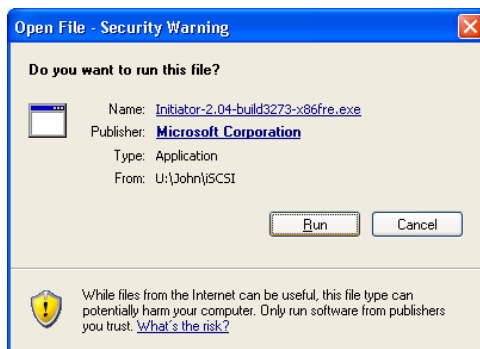 Open File - Security Warning
Do you want to run this file?
Name: Initiator-2.04-build3273-x86fre.exe
Publisher: Microsoft Corporation
Type: Application
From: U:\John\iSCSI
Run Cancel
While files from the Internet can be useful, this file type can
potentially harm your computer. Only run software from publishers
you trust. What's the risk?